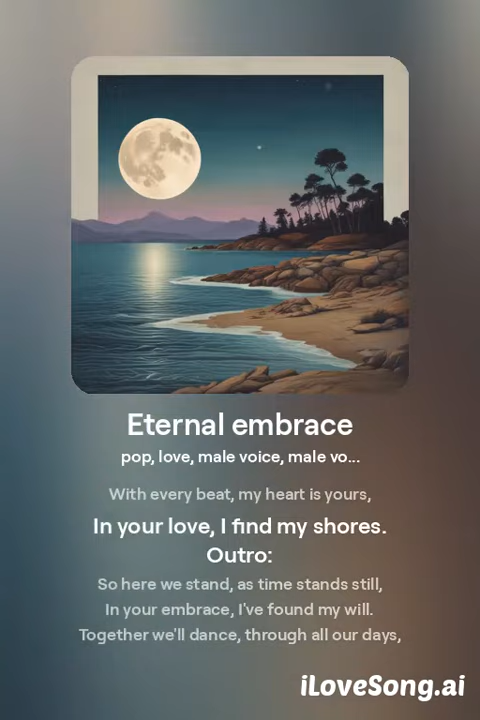 Eternal embrace
pop, love, male voice, male vo...
With every beat, my heart is yours,
In your love, I find my shores.
Outro:
So here we stand, as time stands still,
In your embrace, I've found my will.
Together we'll dance, through all our days,
iLoveSong.ai